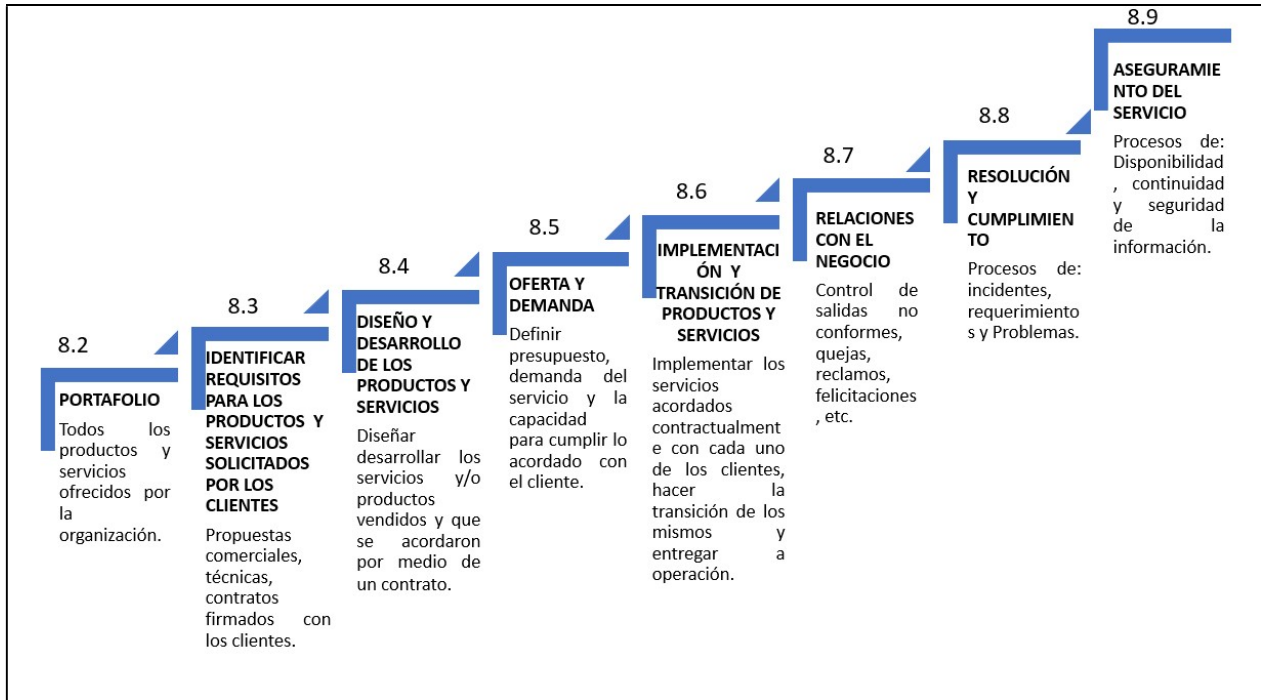 8.2
PORTAFOLIO
Todos los
productos y
servicios
ofrecidos por
la
organización.
8.3
IDENTIFICAR
REQUISITOS
PARA LOS
PRODUCTOS Y
SERVICIOS
SOLICITADOS
POR LOS
CLIENTES
Propuestas
comerciales,
técnicas,
contratos
firmados con
los clientes.
8.4
DISEÑO Y
DESARROLLO
DE LOS
PRODUCTOS Y
SERVICIOS
Diseñar
desarrollar los
servicios y/o
productos
vendidos y que
se acordaron
por medio de
un contrato.
8.5
OFERTA Y
DEMANDA
Definir
presupuesto,
demanda del
servicio y la
capacidad
para cumplir lo
acordado con
el cliente.
8.6
IMPLEMENTACI
ÓN Y
TRANSICIÓN DE
PRODUCTOS Y
SERVICIOS
Implementar los
servicios
acordados
contractualment
e con cada uno
de los clientes,
hacer la
transición de los
mismos y
entregar a
operación.
8.7
RELACIONES
CON EL
NEGOCIO
Control de
salidas no
conformes,
quejas,
reclamos,
felicitaciones
, etc.
8.8
RESOLUCIÓN
Y
CUMPLIMIEN
TO
Procesos de:
incidentes,
requerimiento
s y Problemas.
8.9
ASEGURAMIE
NTO DEL
SERVICIO
Procesos de:
Disponibilidad
, continuidad
y seguridad
de la
información.